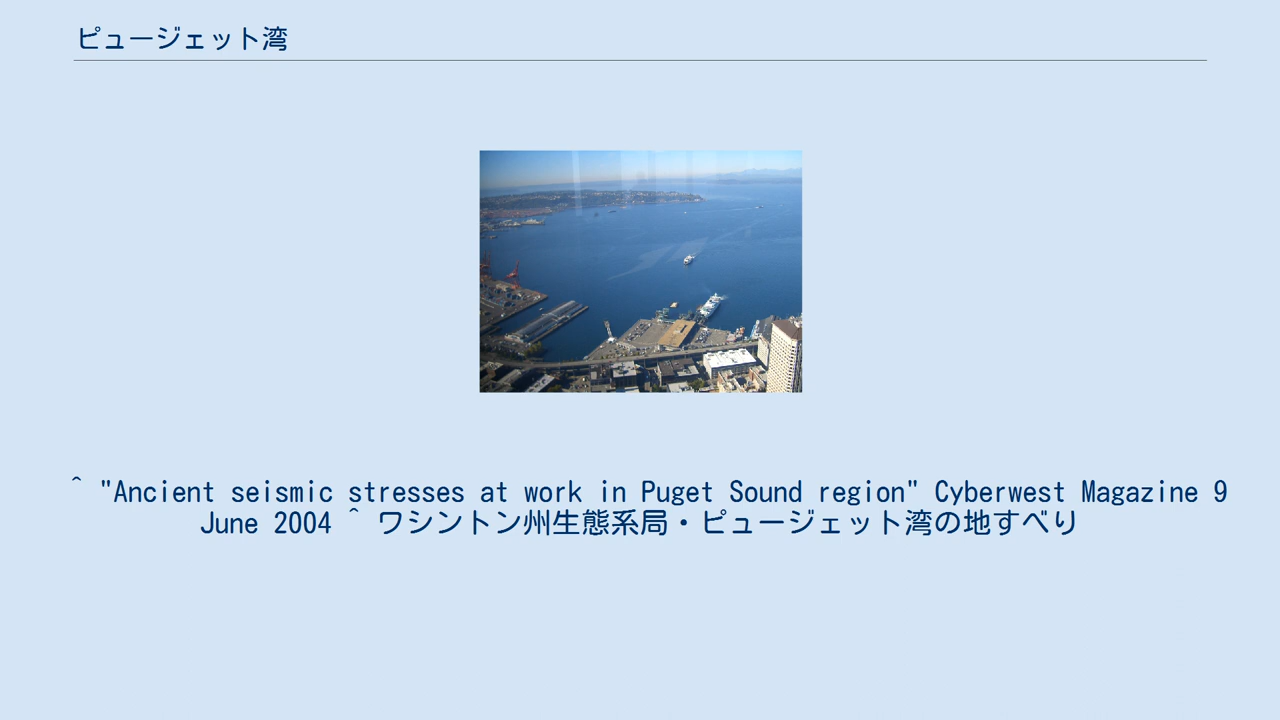 ピュージェット湾
^ "Ancient seismic stresses at work in Puget Sound region" Cyberwest Magazine 9
June 2004 ^ ワシントン州生態系局・ピュージェット湾の地すべり